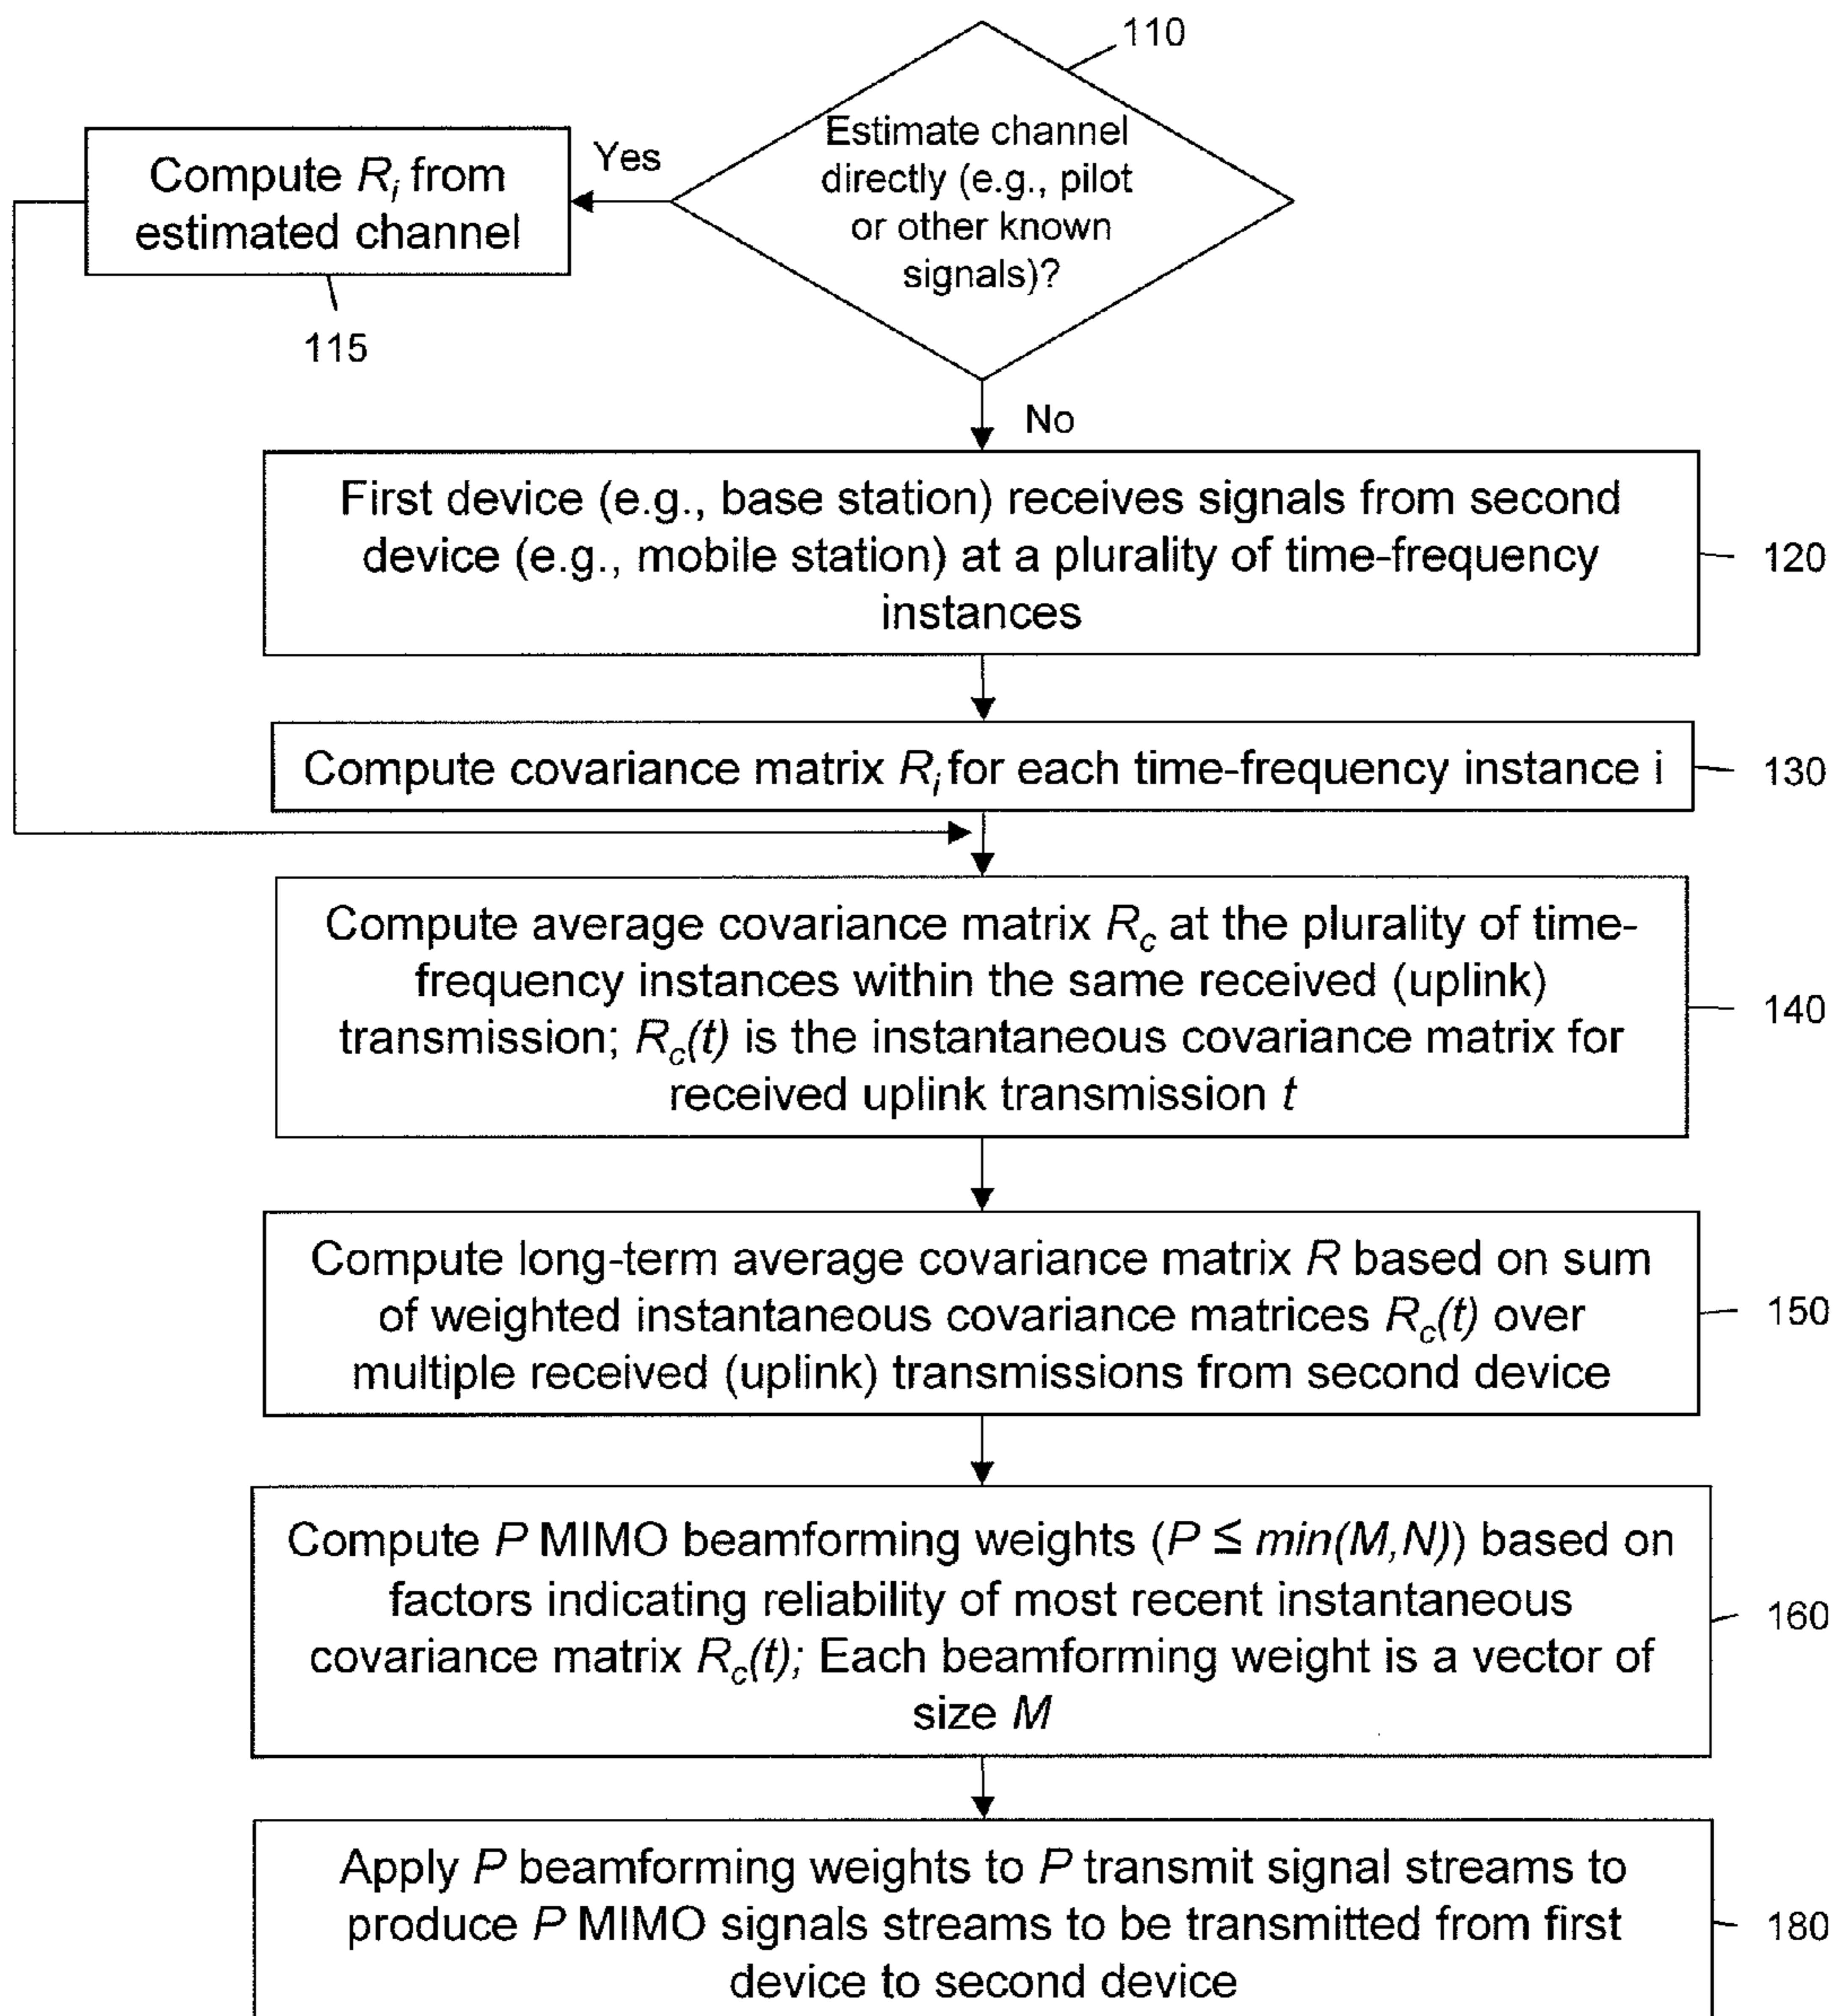 110
Estimate channel
directly (e.g., pilot
or other known
signals)?
Yes
Compute R_i from
estimated channel
115
No
First device (e.g., base station) receives signals from second
device (e.g., mobile station) at a plurality of time-frequency
instances
120
Compute covariance matrix R_i for each time-frequency instance i
130
Compute average covariance matrix R_c at the plurality of time-
frequency instances within the same received (uplink)
transmission; R_c(t) is the instantaneous covariance matrix for
received uplink transmission t
140
Compute long-term average covariance matrix R based on sum
of weighted instantaneous covariance matrices R_c(t) over
multiple received (uplink) transmissions from second device
150
Compute P MIMO beamforming weights (P ≤ min(M,N)) based on
factors indicating reliability of most recent instantaneous
covariance matrix R_c(t); Each beamforming weight is a vector of
size M
160
Apply P beamforming weights to P transmit signal streams to
produce P MIMO signals streams to be transmitted from first
device to second device
180